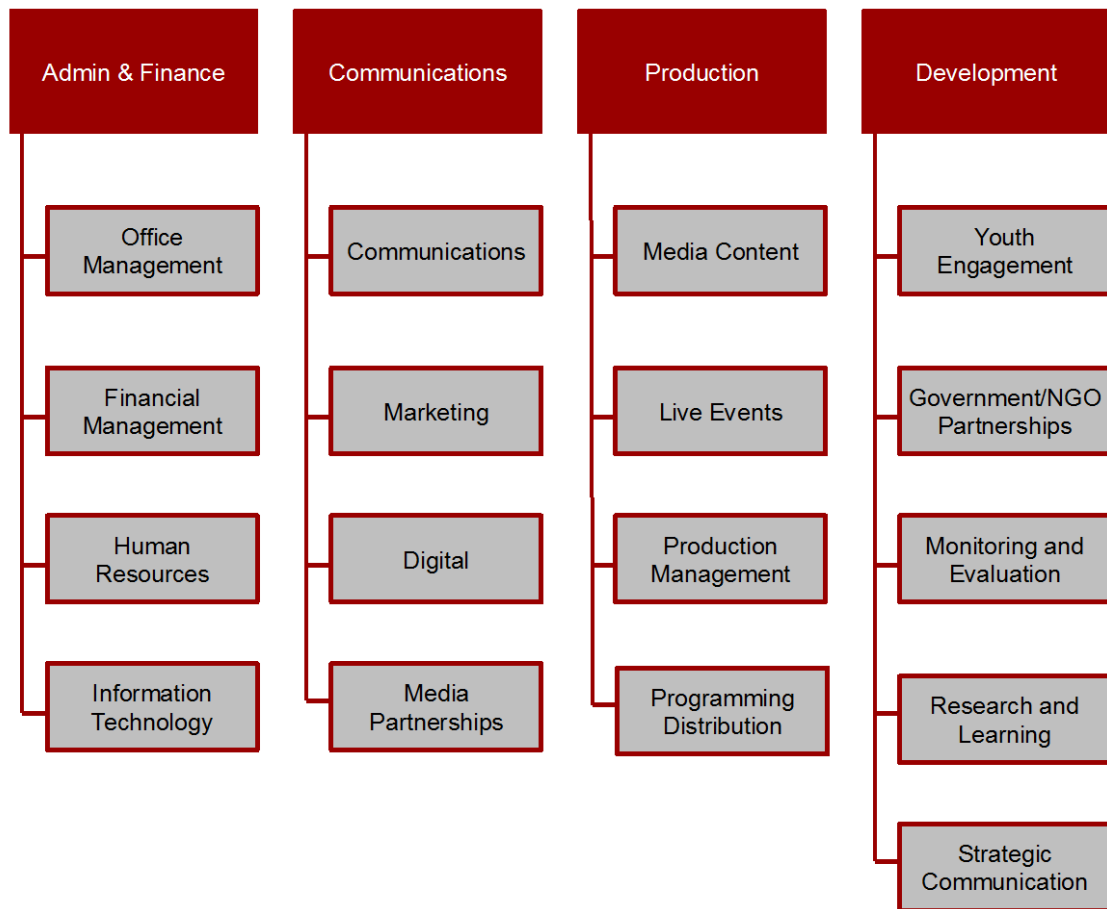 Admin & Finance
Office
Management
Financial
Management
Human
Resources
Information
Technology
Communications
Communications
Marketing
Digital
Media
Partnerships
Production
Media Content
Live Events
Production
Management
Programming
Distribution
Development
Youth
Engagement
Government/NGO
Partnerships
Monitoring and
Evaluation
Research and
Learning
Strategic
Communication